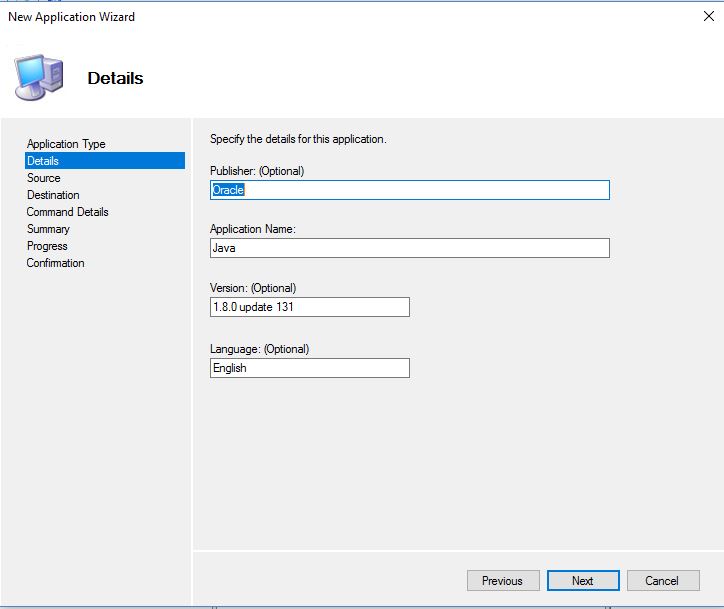 New Application Wizard
Details
Application Type
Details
Source
Destination
Command Details
Summary
Progress
Confirmation
Specify the details for this application.
Publisher: (Optional)
Oracle
Application Name:
Java
Version: (Optional)
1.8.0 update 131
Language: (Optional)
English
Previous
Next
Cancel